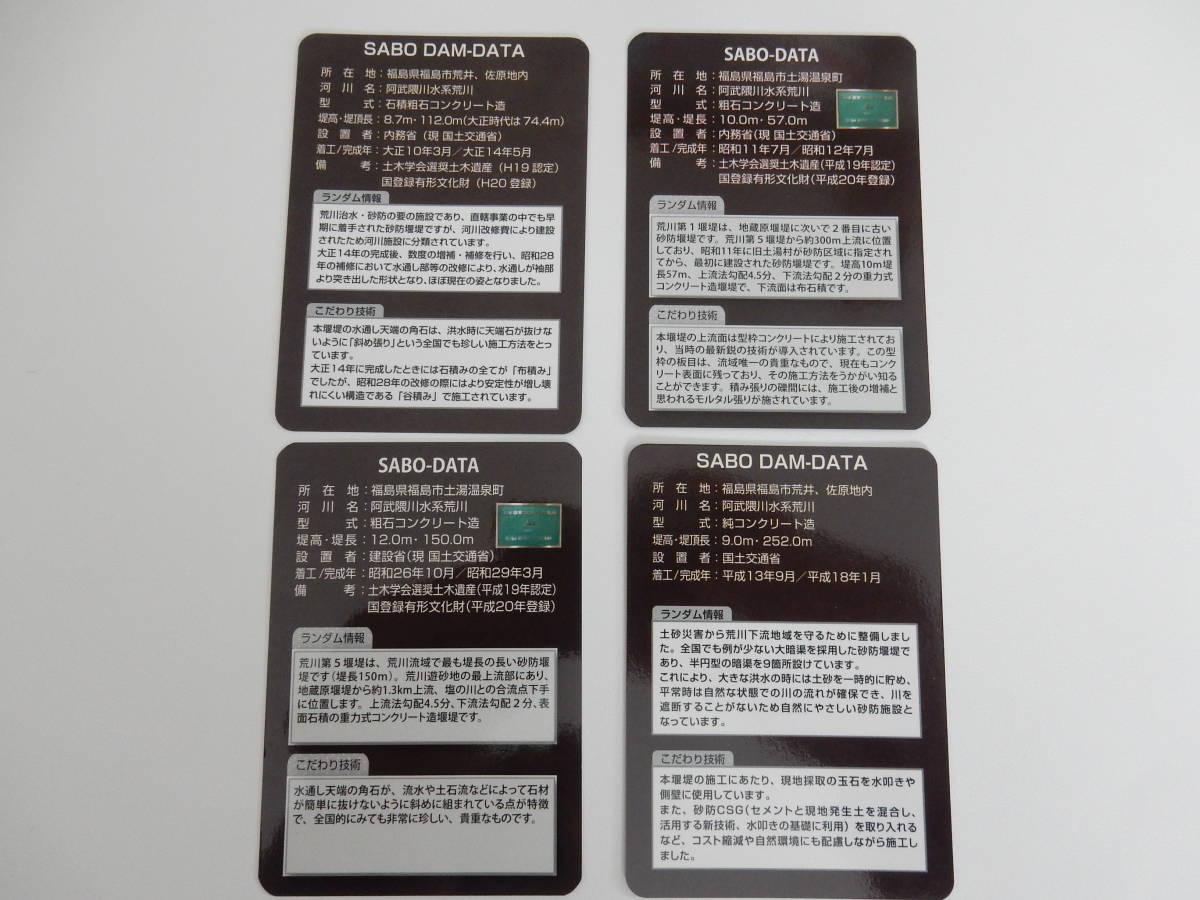 SABO DAM-DATA
所在地：福島県福島市荒井、佐原地内
河川名：阿武隈川水系荒川
型式：石積粗石コンクリート造
堤高・堤頂長：8.7m・112.0m(大正時代は74.4m)
設置者：内務省（現 国土交通省）
着工/完成年：大正10年3月／大正14年5月
備考：土木学会選奨土木遺産（H19認定）
国登録有形文化財（H20登録）
ランダム情報
荒川治水・砂防の要の施設であり、直轄事業の中でも早
期に着手された砂防堰堤ですが、河川改修費により建設
されたため河川施設に分類されています。
大正14年の完成後、数度の増補・補修を行い、昭和28
年の補修において水通し部等の改修により、水通しが袖部
より突き出した形状となり、ほぼ現在の姿となりました。
こだわり技術
本堰堤の水通し天端の角石は、洪水時に天端石が抜けな
いように「斜め張り」という全国でも珍しい施工方法をとっ
ています。
大正14年に完成したときには石積みの全てが「布積み」
でしたが、昭和28年の改修の際にはより安定性が増し壊
れにくい構造である「谷積み」で施工されています。
SABO-DATA
所在地：福島県福島市土湯温泉町
河川名：阿武隈川水系荒川
型式：粗石コンクリート造
堤高・堤長：10.0m・57.0m
設置者：内務省(現 国土交通省)
着工/完成年：昭和11年7月／昭和12年7月
備考：土木学会選奨土木遺産(平成19年認定)
国登録有形文化財(平成20年登録)
ランダム情報
荒川第1堰堤は、地蔵原堰堤に次いで2番目に古い
砂防堰堤です。荒川第5堰堤から約300m上流に位置
しており、昭和11年に旧土湯村が砂防区域に指定され
てから、最初に建設された砂防堰堤です。堤高10m堤
長57m、上流法勾配4.5分、下流法勾配2分の重力式
コンクリート造堰堤で、下流面は布石積です。
こだわり技術
本堰堤の上流面は型枠コンクリートにより施工されてお
り、当時の最新鋭の技術が導入されています。この型
枠の板目は、流域唯一の貴重なもので、現在もコンク
リート表面に残っており、その施工方法をうかがい知る
ことができます。積み張りの礫間には、施工後の増補と
思われるモルタル張りが施されています。
SABO-DATA
所在地：福島県福島市土湯温泉町
河川名：阿武隈川水系荒川
型式：粗石コンクリート造
堤高・堤長：12.0m・150.0m
設置者：建設省(現 国土交通省)
着工/完成年：昭和26年10月／昭和29年3月
備考：土木学会選奨土木遺産(平成19年認定)
国登録有形文化財(平成20年登録)
ランダム情報
荒川第5堰堤は、荒川流域で最も堤長の長い砂防堰
堤です(堤長150m)。荒川遊砂地の最上流部にあり、
地蔵原堰堤から約1.3km上流、塩の川との合流点下手
に位置します。上流法勾配4.5分、下流法勾配2分、表
面石積の重力式コンクリート造堰堤です。
こだわり技術
水通し天端の角石が、流水や土石流などによって石材
が簡単に抜けないように斜めに組まれている点が特徴
で、全国的にみても非常に珍しい、貴重なものです。
SABO DAM-DATA
所在地：福島県福島市荒井、佐原地内
河川名：阿武隈川水系荒川
型式：純コンクリート造
堤高・堤頂長：9.0m・252.0m
設置者：国土交通省
着工/完成年：平成13年9月／平成18年1月
ランダム情報
土砂災害から荒川下流地域を守るために整備しまし
た。全国でも例が少ない大暗渠を採用した砂防堰堤で
あり、半円型の暗渠を9箇所設けています。
これにより、大きな洪水の時には土砂を一時的に貯め、
平常時は自然な状態での川の流れが確保でき、川を
遮断することがないため自然にやさしい砂防施設と
なっています。
こだわり技術
本堰堤の施工にあたり、現地採取の玉石を水叩きや
側壁に使用しています。
また、砂防CSG(セメントと現地発生土を混合し、
活用する新技術、水叩きの基礎に利用)を取り入れる
など、コスト縮減や自然環境にも配慮しながら施工し
ました。